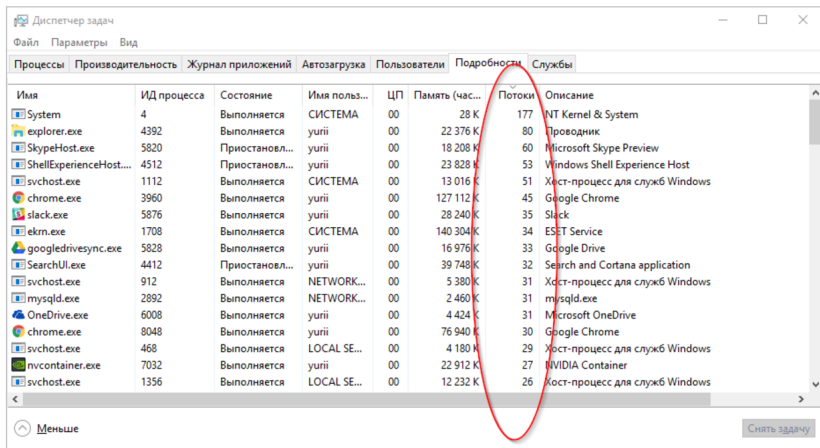 Диспетчер задач
Файл Параметры Вид
Процессы Производительность Журнал приложений Автозагрузка Пользователи Подробности Службы
Имя ИД процесса Состояние Имя польз... ЦП Память (час... Потоки Описание
System 4 Выполняется СИСТЕМА 00 28 K 177 NT Kernel & System
explorer.exe 4392 Выполняется yurii 00 22 376 K 80 Проводник
SkypeHost.exe 5820 Приостановл... yurii 00 18 208 K 60 Microsoft Skype Preview
ShellExperienceHost.... 4512 Приостановл... yurii 00 23 828 K 53 Windows Shell Experience Host
svchost.exe 1112 Выполняется СИСТЕМА 00 13 016 K 51 Хост-процесс для служб Windows
chrome.exe 3960 Выполняется yurii 00 127 112 K 45 Google Chrome
slack.exe 5876 Выполняется yurii 00 28 240 K 35 Slack
ekrn.exe 1708 Выполняется СИСТЕМА 00 140 304 K 34 ESET Service
googledrivesync.exe 5828 Выполняется yurii 00 16 976 K 33 Google Drive
SearchUI.exe 4412 Приостановл... yurii 00 39 748 K 32 Search and Cortana application
svchost.exe 912 Выполняется NETWORK... 00 5 380 K 31 Хост-процесс для служб Windows
mysqld.exe 2892 Выполняется NETWORK... 00 2 460 K 31 mysqld.exe
OneDrive.exe 6008 Выполняется yurii 00 4 424 K 31 Microsoft OneDrive
chrome.exe 8048 Выполняется yurii 00 76 940 K 30 Google Chrome
svchost.exe 468 Выполняется LOCAL SE... 00 4 180 K 29 Хост-процесс для служб Windows
nvcontainer.exe 7032 Выполняется yurii 00 22 912 K 27 NVIDIA Container
svchost.exe 1356 Выполняется LOCAL SE... 00 12 232 K 26 Хост-процесс для служб Windows
Меньше Снять задачу